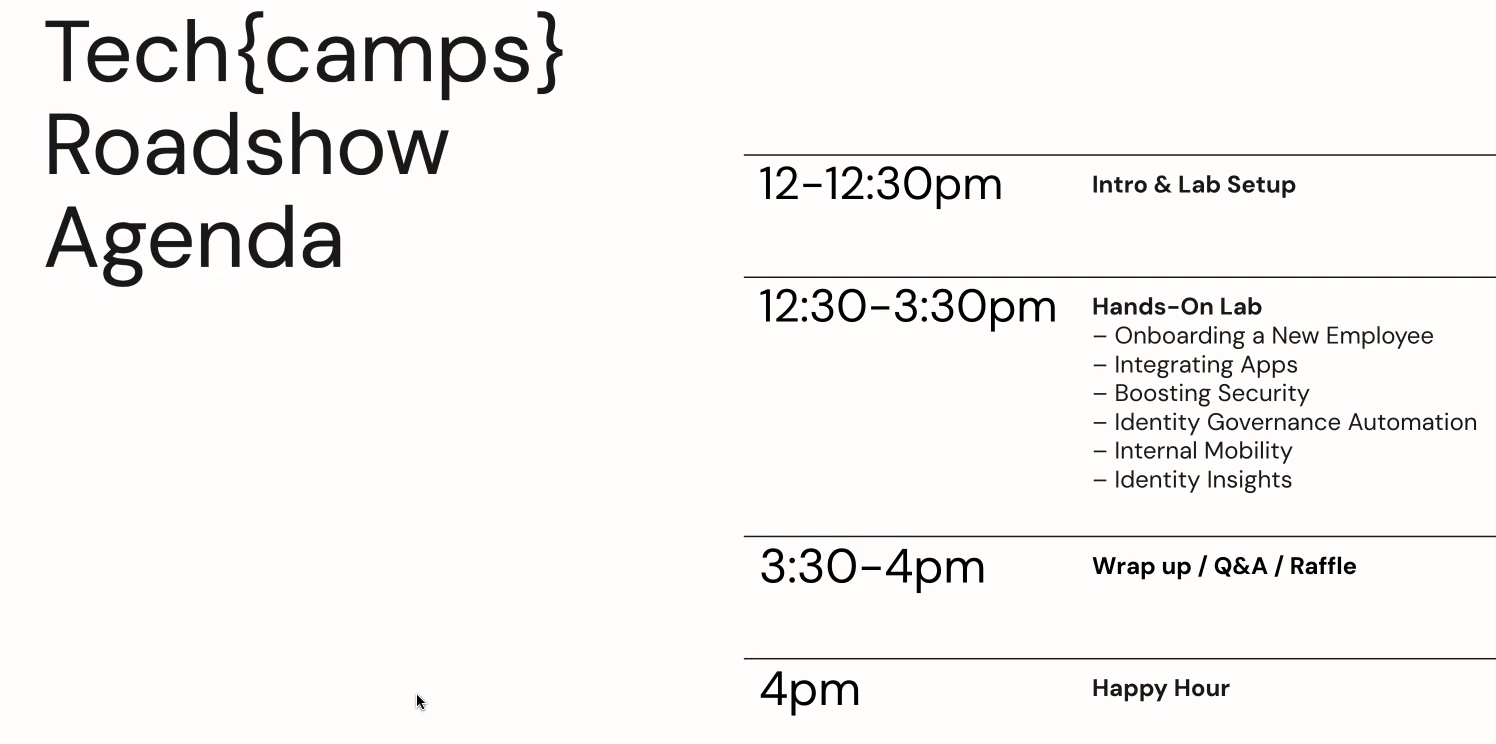 Tech{camps}
Roadshow
Agenda
12–12:30pm
Intro & Lab Setup
12:30–3:30pm
Hands-On Lab
– Onboarding a New Employee
– Integrating Apps
– Boosting Security
– Identity Governance Automation
– Internal Mobility
– Identity Insights
3:30–4pm
Wrap up / Q&A / Raffle
4pm
Happy Hour